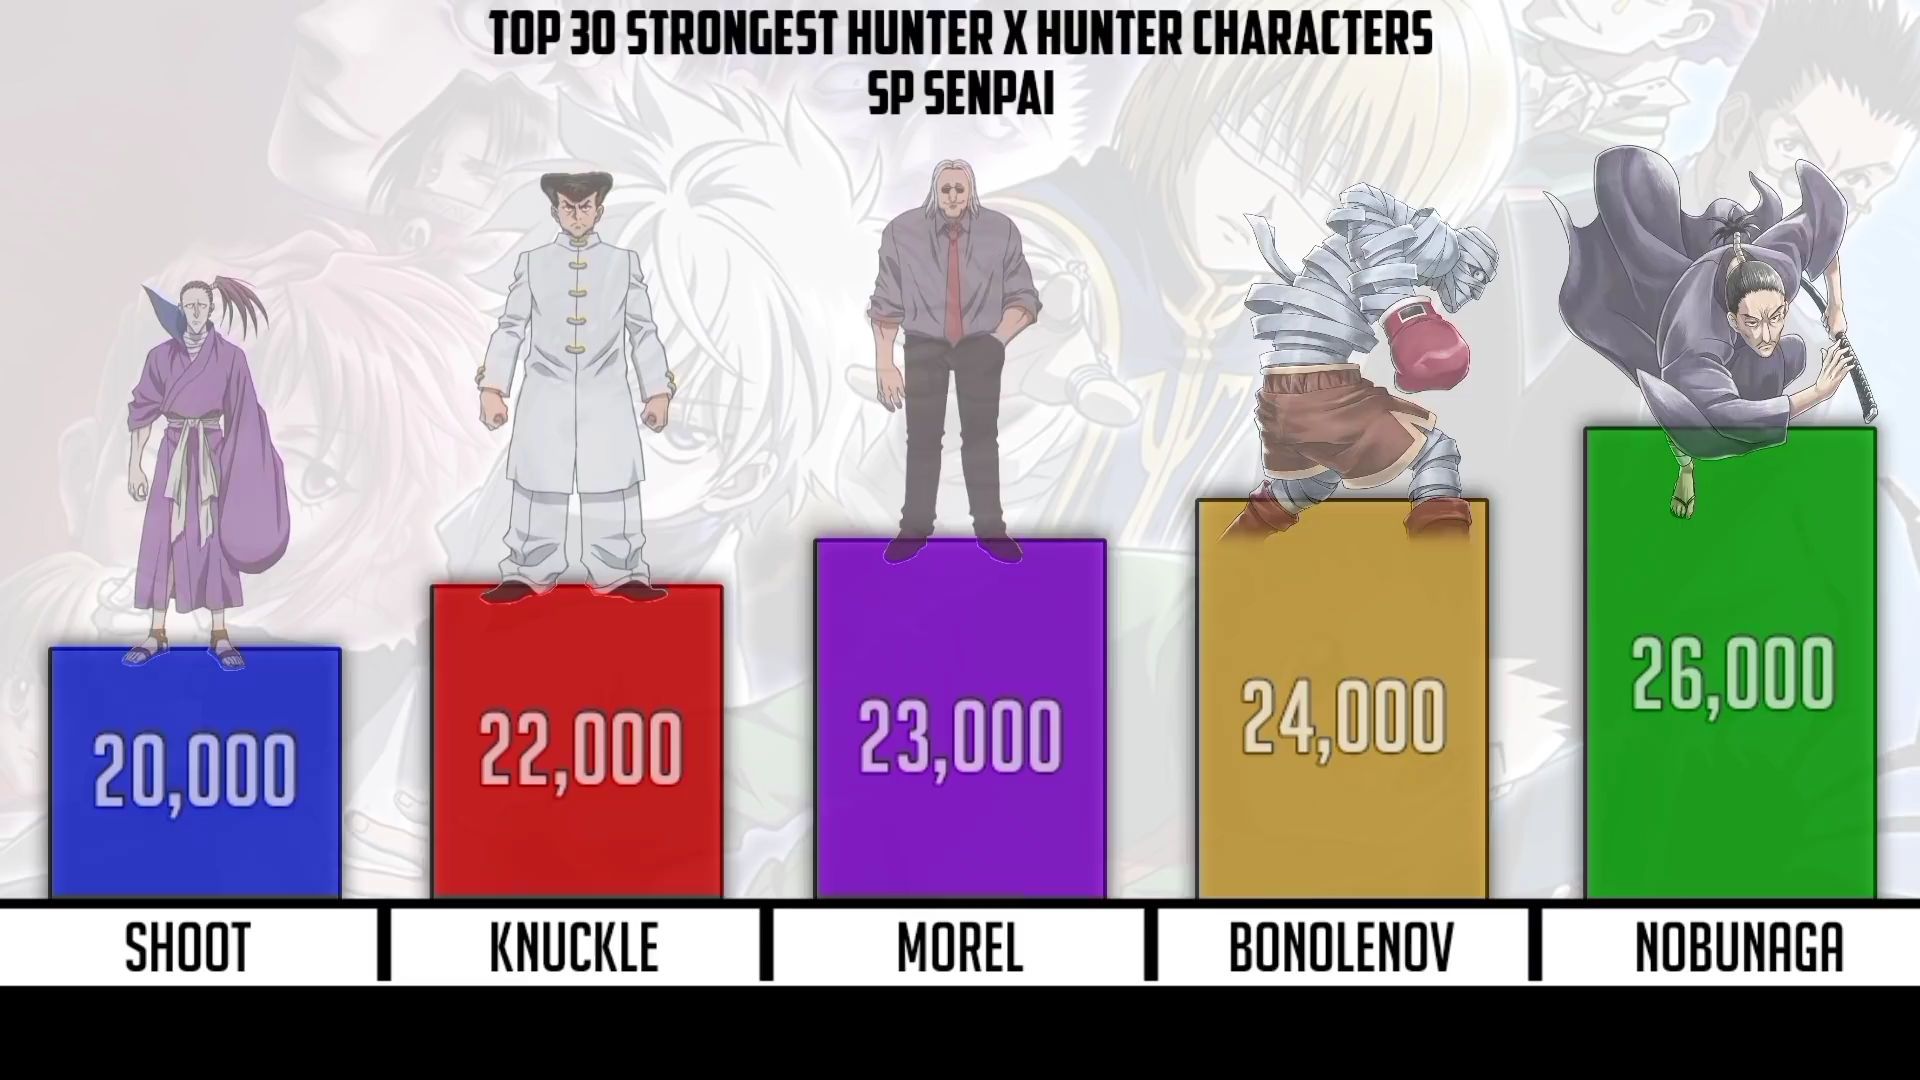 TOP 30 STRONGEST HUNTER X HUNTER CHARACTERS
SP SENPAI
20,000
22,000
23,000
24,000
26,000
SHOOT
KNUCKLE
MOREL
BONOLENOV
NOBUNAGA